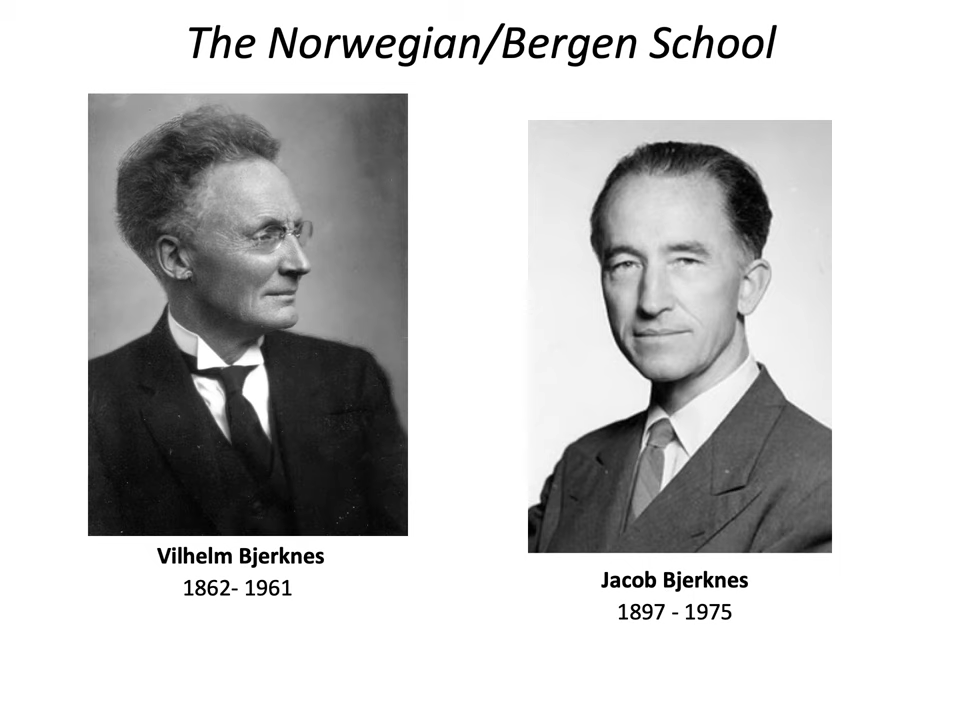 The Norwegian/Bergen School
Vilhelm Bjerknes
1862- 1961
Jacob Bjerknes
1897 - 1975